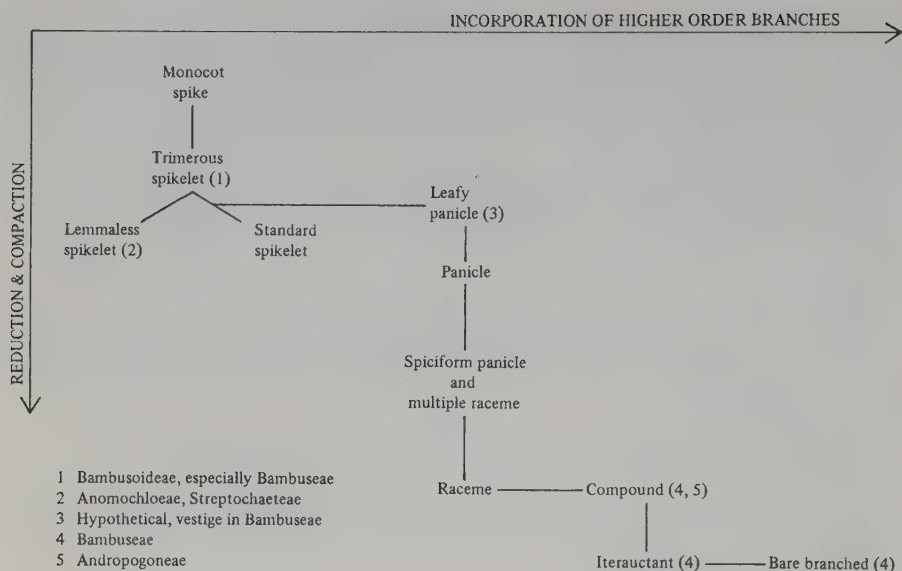 INCORPORATION OF HIGHER ORDER BRANCHES
REDUCTION & COMPACTION
Monocot
spike
Trimerous
spikelet (1)
Lemmaless
spikelet (2)
Standard
spikelet
Leafy
panicle (3)
Panicle
Spiciform panicle
and
multiple raceme
Raceme
Compound (4, 5)
Iterauctant (4)
Bare branched (4)
1 Bambusoideae, especially Bambuseae
2 Anomochloeae, Streptochaeteae
3 Hypothetical, vestige in Bambuseae
4 Bambuseae
5 Andropogoneae